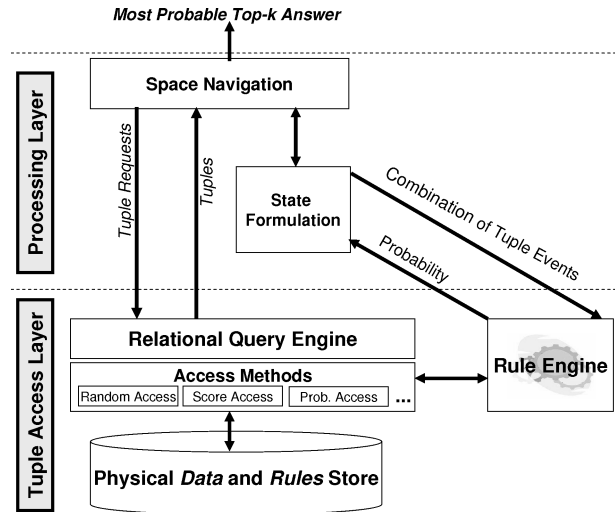 Most Probable Top-k Answer
Processing Layer
Space Navigation
Tuple Requests
Tuples
State
Formulation
Combination of Tuple Events
Probability
Tuple Access Layer
Relational Query Engine
Access Methods
Random Access
Score Access
Prob. Access
...
Rule Engine
Physical Data and Rules Store